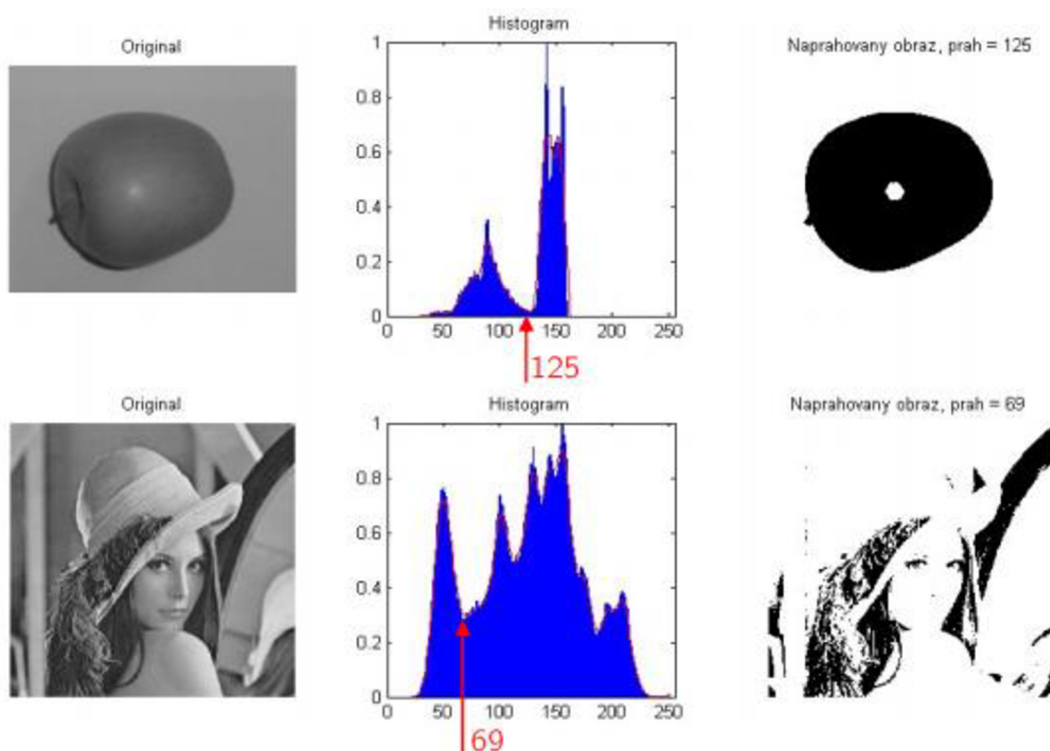 Original
Histogram
Naprahovany obraz, prah = 125
1
0.8
0.6
0.4
0.2
0
0 50 100 150 200 250
125
Original
Histogram
Naprahovany obraz, prah = 69
1
0.8
0.6
0.4
0.2
0
0 50 100 150 200 250
69